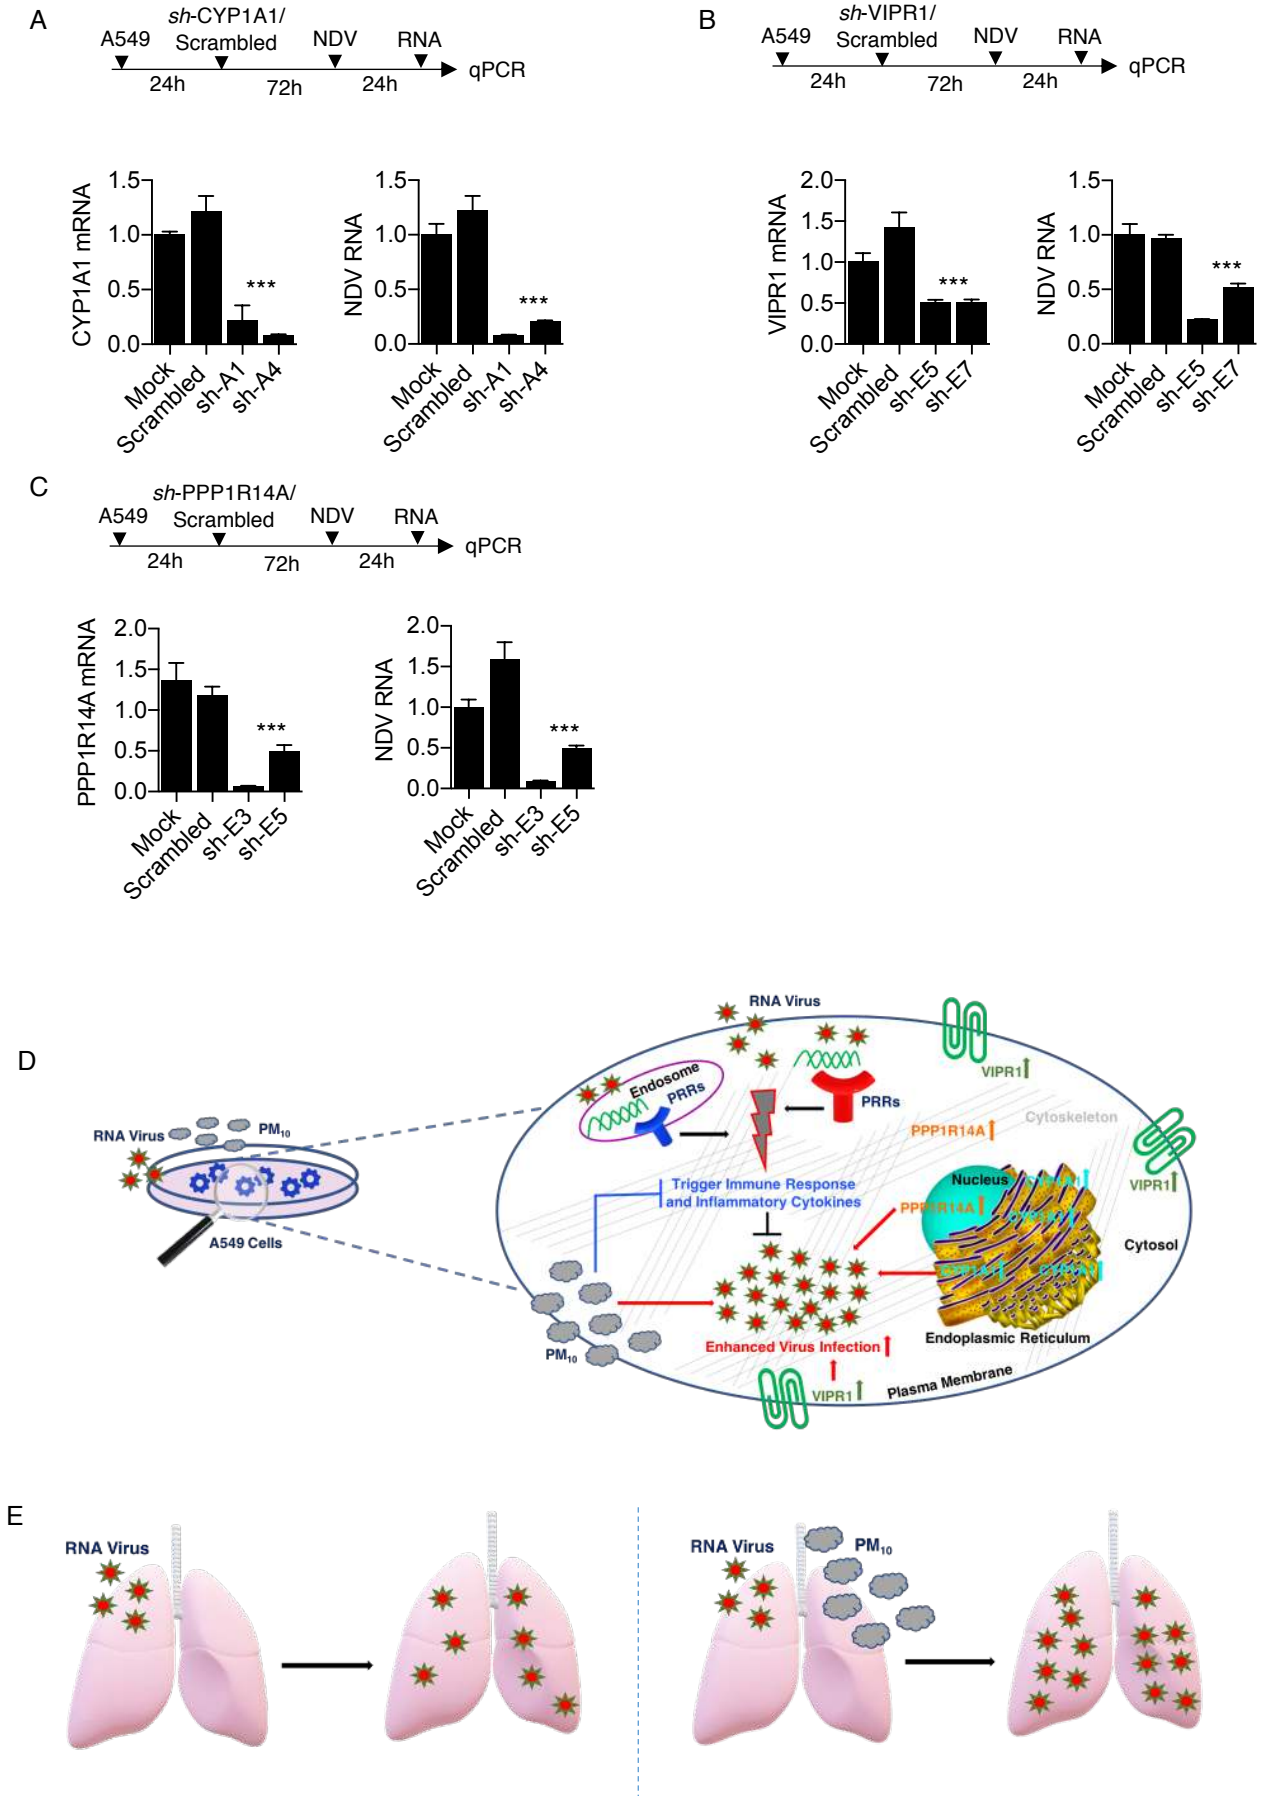 A
sh-CYP1A1/
A549 Scrambled NDV RNA
24h 72h 24h qPCR
CYP1A1 mRNA
1.5
1.0
0.5
0.0
***
Mock Scrambled sh-A1 sh-A4
NDV RNA
1.5
1.0
0.5
0.0
***
Mock Scrambled sh-A1 sh-A4
B
sh-VIPR1/
A549 Scrambled NDV RNA
24h 72h 24h qPCR
VIPR1 mRNA
2.0
1.5
1.0
0.5
0.0
***
Mock Scrambled sh-E5 sh-E7
NDV RNA
1.5
1.0
0.5
0.0
***
Mock Scrambled sh-E5 sh-E7
C
sh-PPP1R14A/
A549 Scrambled NDV RNA
24h 72h 24h qPCR
PPP1R14A mRNA
2.0
1.5
1.0
0.5
0.0
***
Mock Scrambled sh-E3 sh-E5
NDV RNA
2.0
1.5
1.0
0.5
0.0
***
Mock Scrambled sh-E3 sh-E5
D
RNA Virus
PM10
A549 Cells
RNA Virus
Endosome
PRRs
PRRs
VIPR1
Cytoskeleton
PPP1R14A
VIPR1
Trigger Immune Response
and Inflammatory Cytokines
Nucleus
CYP1A1
PPP1R14A
CYP1A1
Cytosol
CYP1A1
CYP1A1
Endoplasmic Reticulum
PM10
Enhanced Virus Infection
VIPR1
Plasma Membrane
E
RNA Virus
RNA Virus
PM10